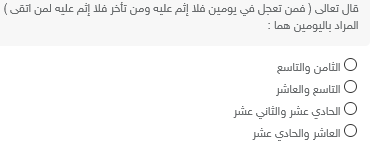 قال تعالى ( فمن تعجل في يومين فلا إثم عليه ومن تأخر فلا إثم عليه لمن اتقى )
المراد باليومين هما :
الثامن والتاسع
التاسع والعاشر
الحادي عشر والثاني عشر
العاشر والحادي عشر